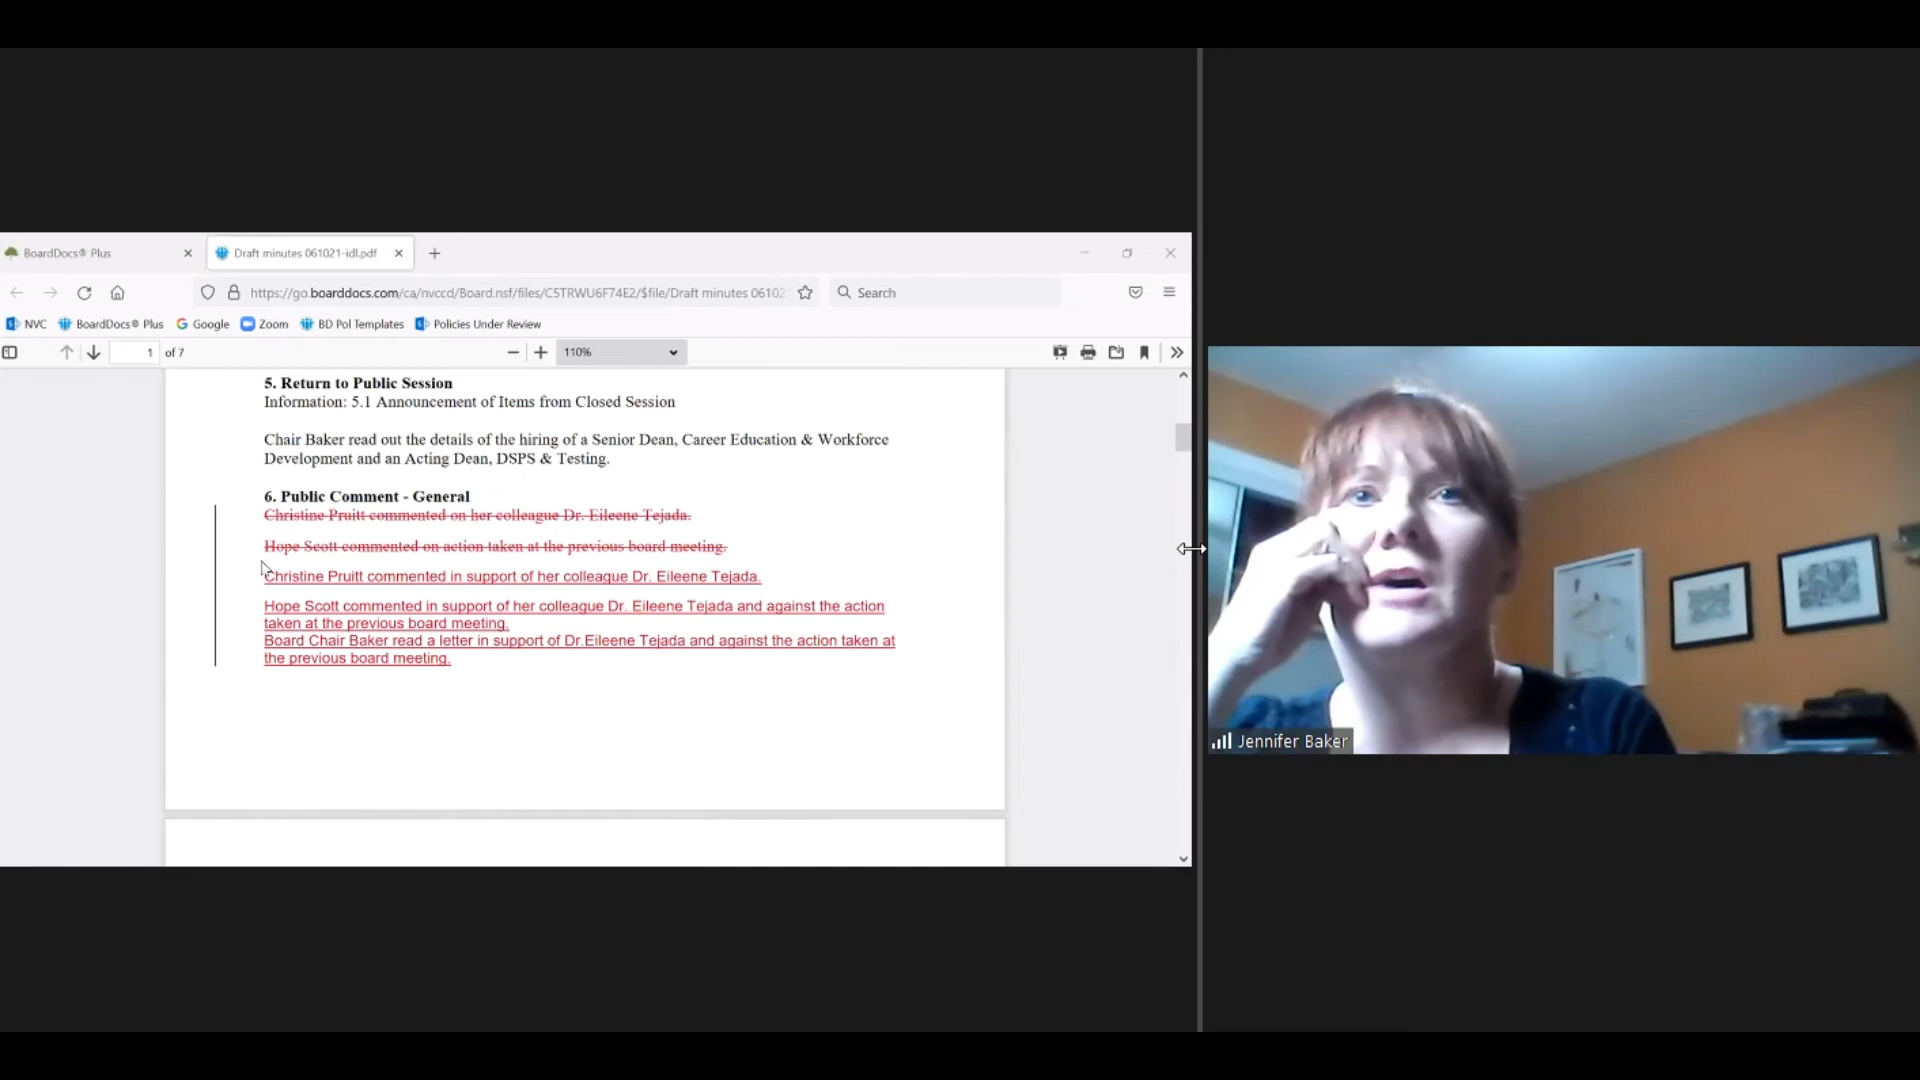 BoardDocs® Plus
Draft minutes 061021-idl.pdf
https://go.boarddocs.com/ca/nvccd/Board.nsf/files/C5TRWU6F74E2/$file/Draft minutes 06102
Search
NVC
BoardDocs® Plus
Google
Zoom
BD Pol Templates
Policies Under Review
1 of 7
110%
5. Return to Public Session
Information: 5.1 Announcement of Items from Closed Session
Chair Baker read out the details of the hiring of a Senior Dean, Career Education & Workforce
Development and an Acting Dean, DSPS & Testing.
6. Public Comment - General
Christine Pruitt commented on her colleague Dr. Eileene Tejada.
Hope Scott commented on action taken at the previous board meeting.
Christine Pruitt commented in support of her colleague Dr. Eileene Tejada.
Hope Scott commented in support of her colleague Dr. Eileene Tejada and against the action
taken at the previous board meeting.
Board Chair Baker read a letter in support of Dr.Eileene Tejada and against the action taken at
the previous board meeting.
Jennifer Baker